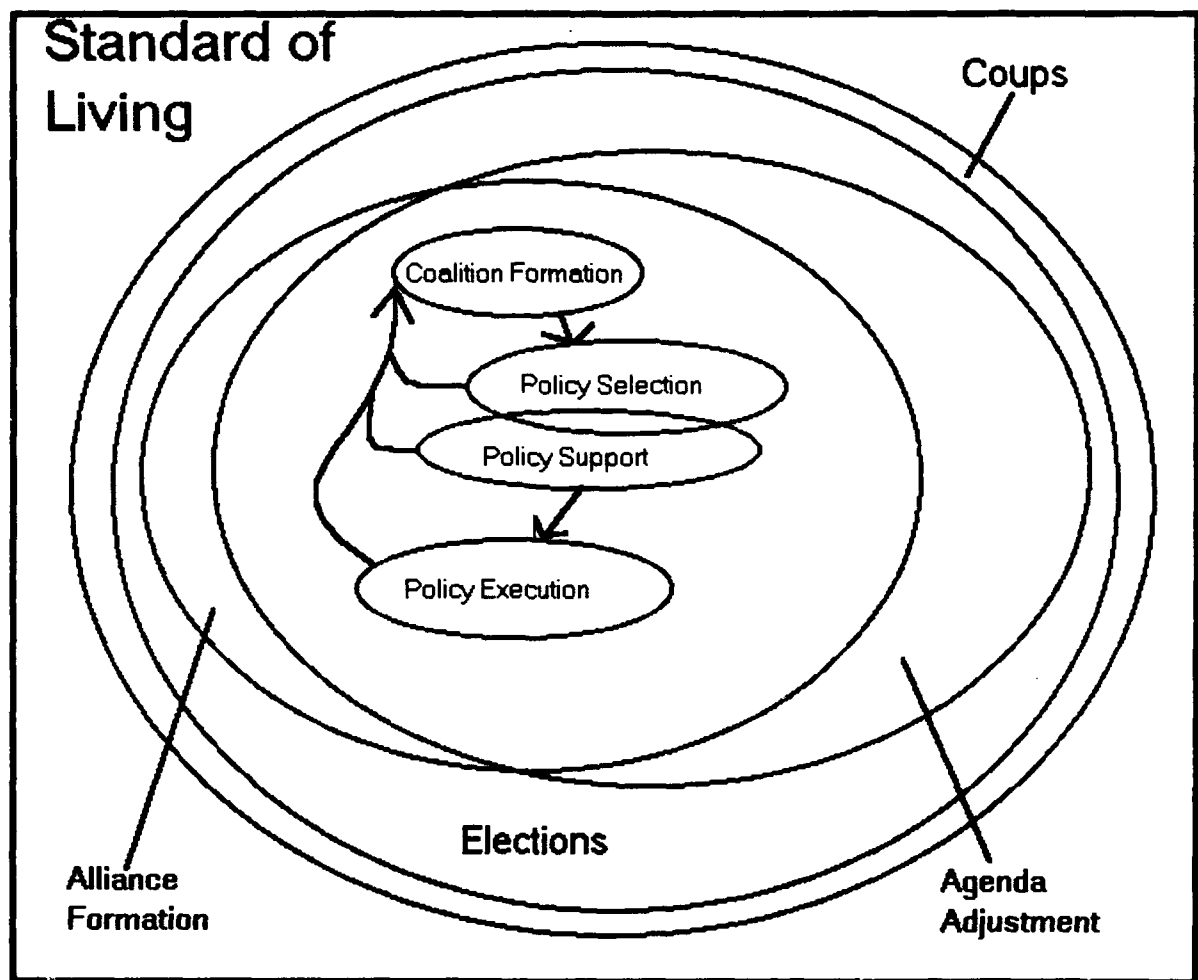 Standard of
Living
Coups
Coalition Formation
Policy Selection
Policy Support
Policy Execution
Elections
Alliance
Formation
Agenda
Adjustment